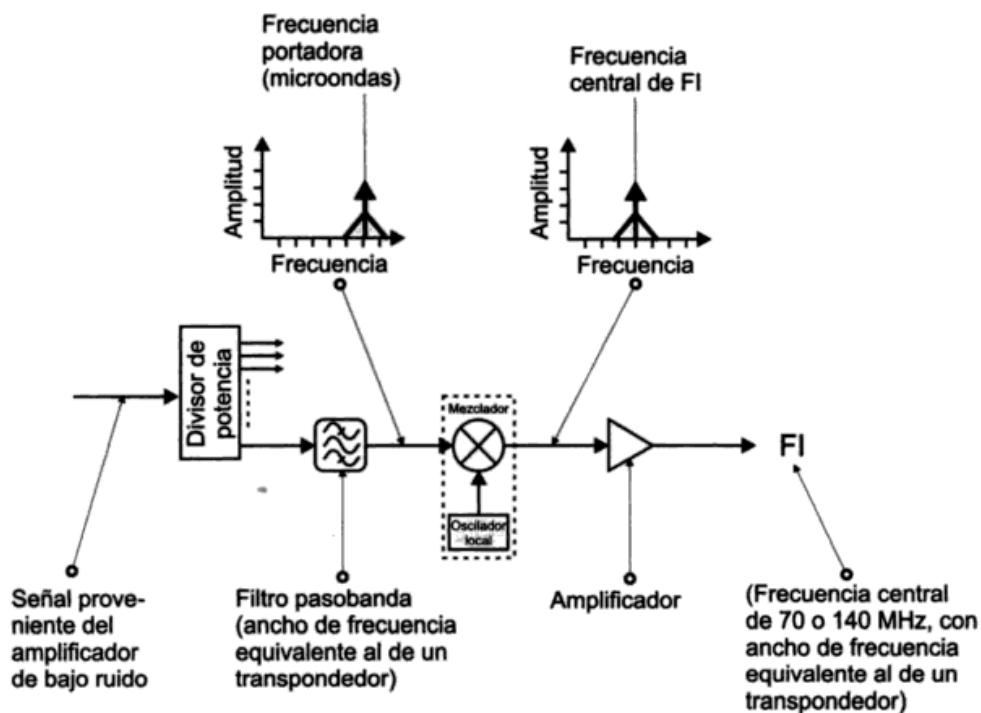 Frecuencia
portadora
(microondas)
Frecuencia
central de FI
Amplitud
Frecuencia
Amplitud
Frecuencia
Divisor de
potencia
Mezclador
Oscilador
local
FI
Señal prove-
niente del
amplificador
de bajo ruido
Filtro pasobanda
(ancho de frecuencia
equivalente al de un
transpondedor)
Amplificador
(Frecuencia central
de 70 o 140 MHz, con
ancho de frecuencia
equivalente al de un
transpondedor)